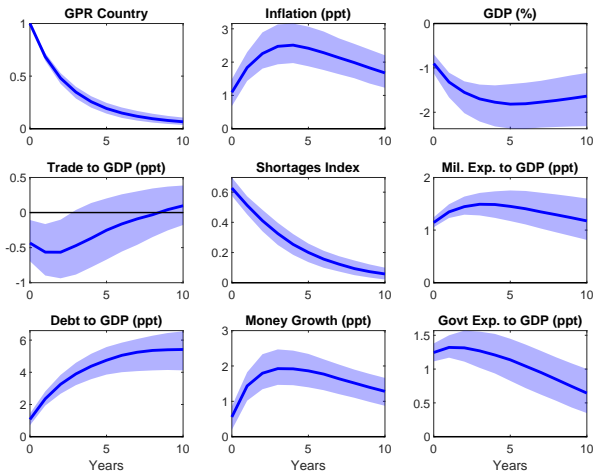 GPR Country
1
0.5
0
0 5 10
Inflation (ppt)
3
2
1
0
0 5 10
GDP (%)
0
-1
-2
0 5 10
Trade to GDP (ppt)
0.5
0
-0.5
-1
0 5 10
Shortages Index
0.6
0.4
0.2
0
0 5 10
Mil. Exp. to GDP (ppt)
2
1
0
0 5 10
Debt to GDP (ppt)
6
4
2
0
0 5 10
Years
Money Growth (ppt)
3
2
1
0
0 5 10
Years
Govt Exp. to GDP (ppt)
1.5
1
0.5
0
0 5 10
Years